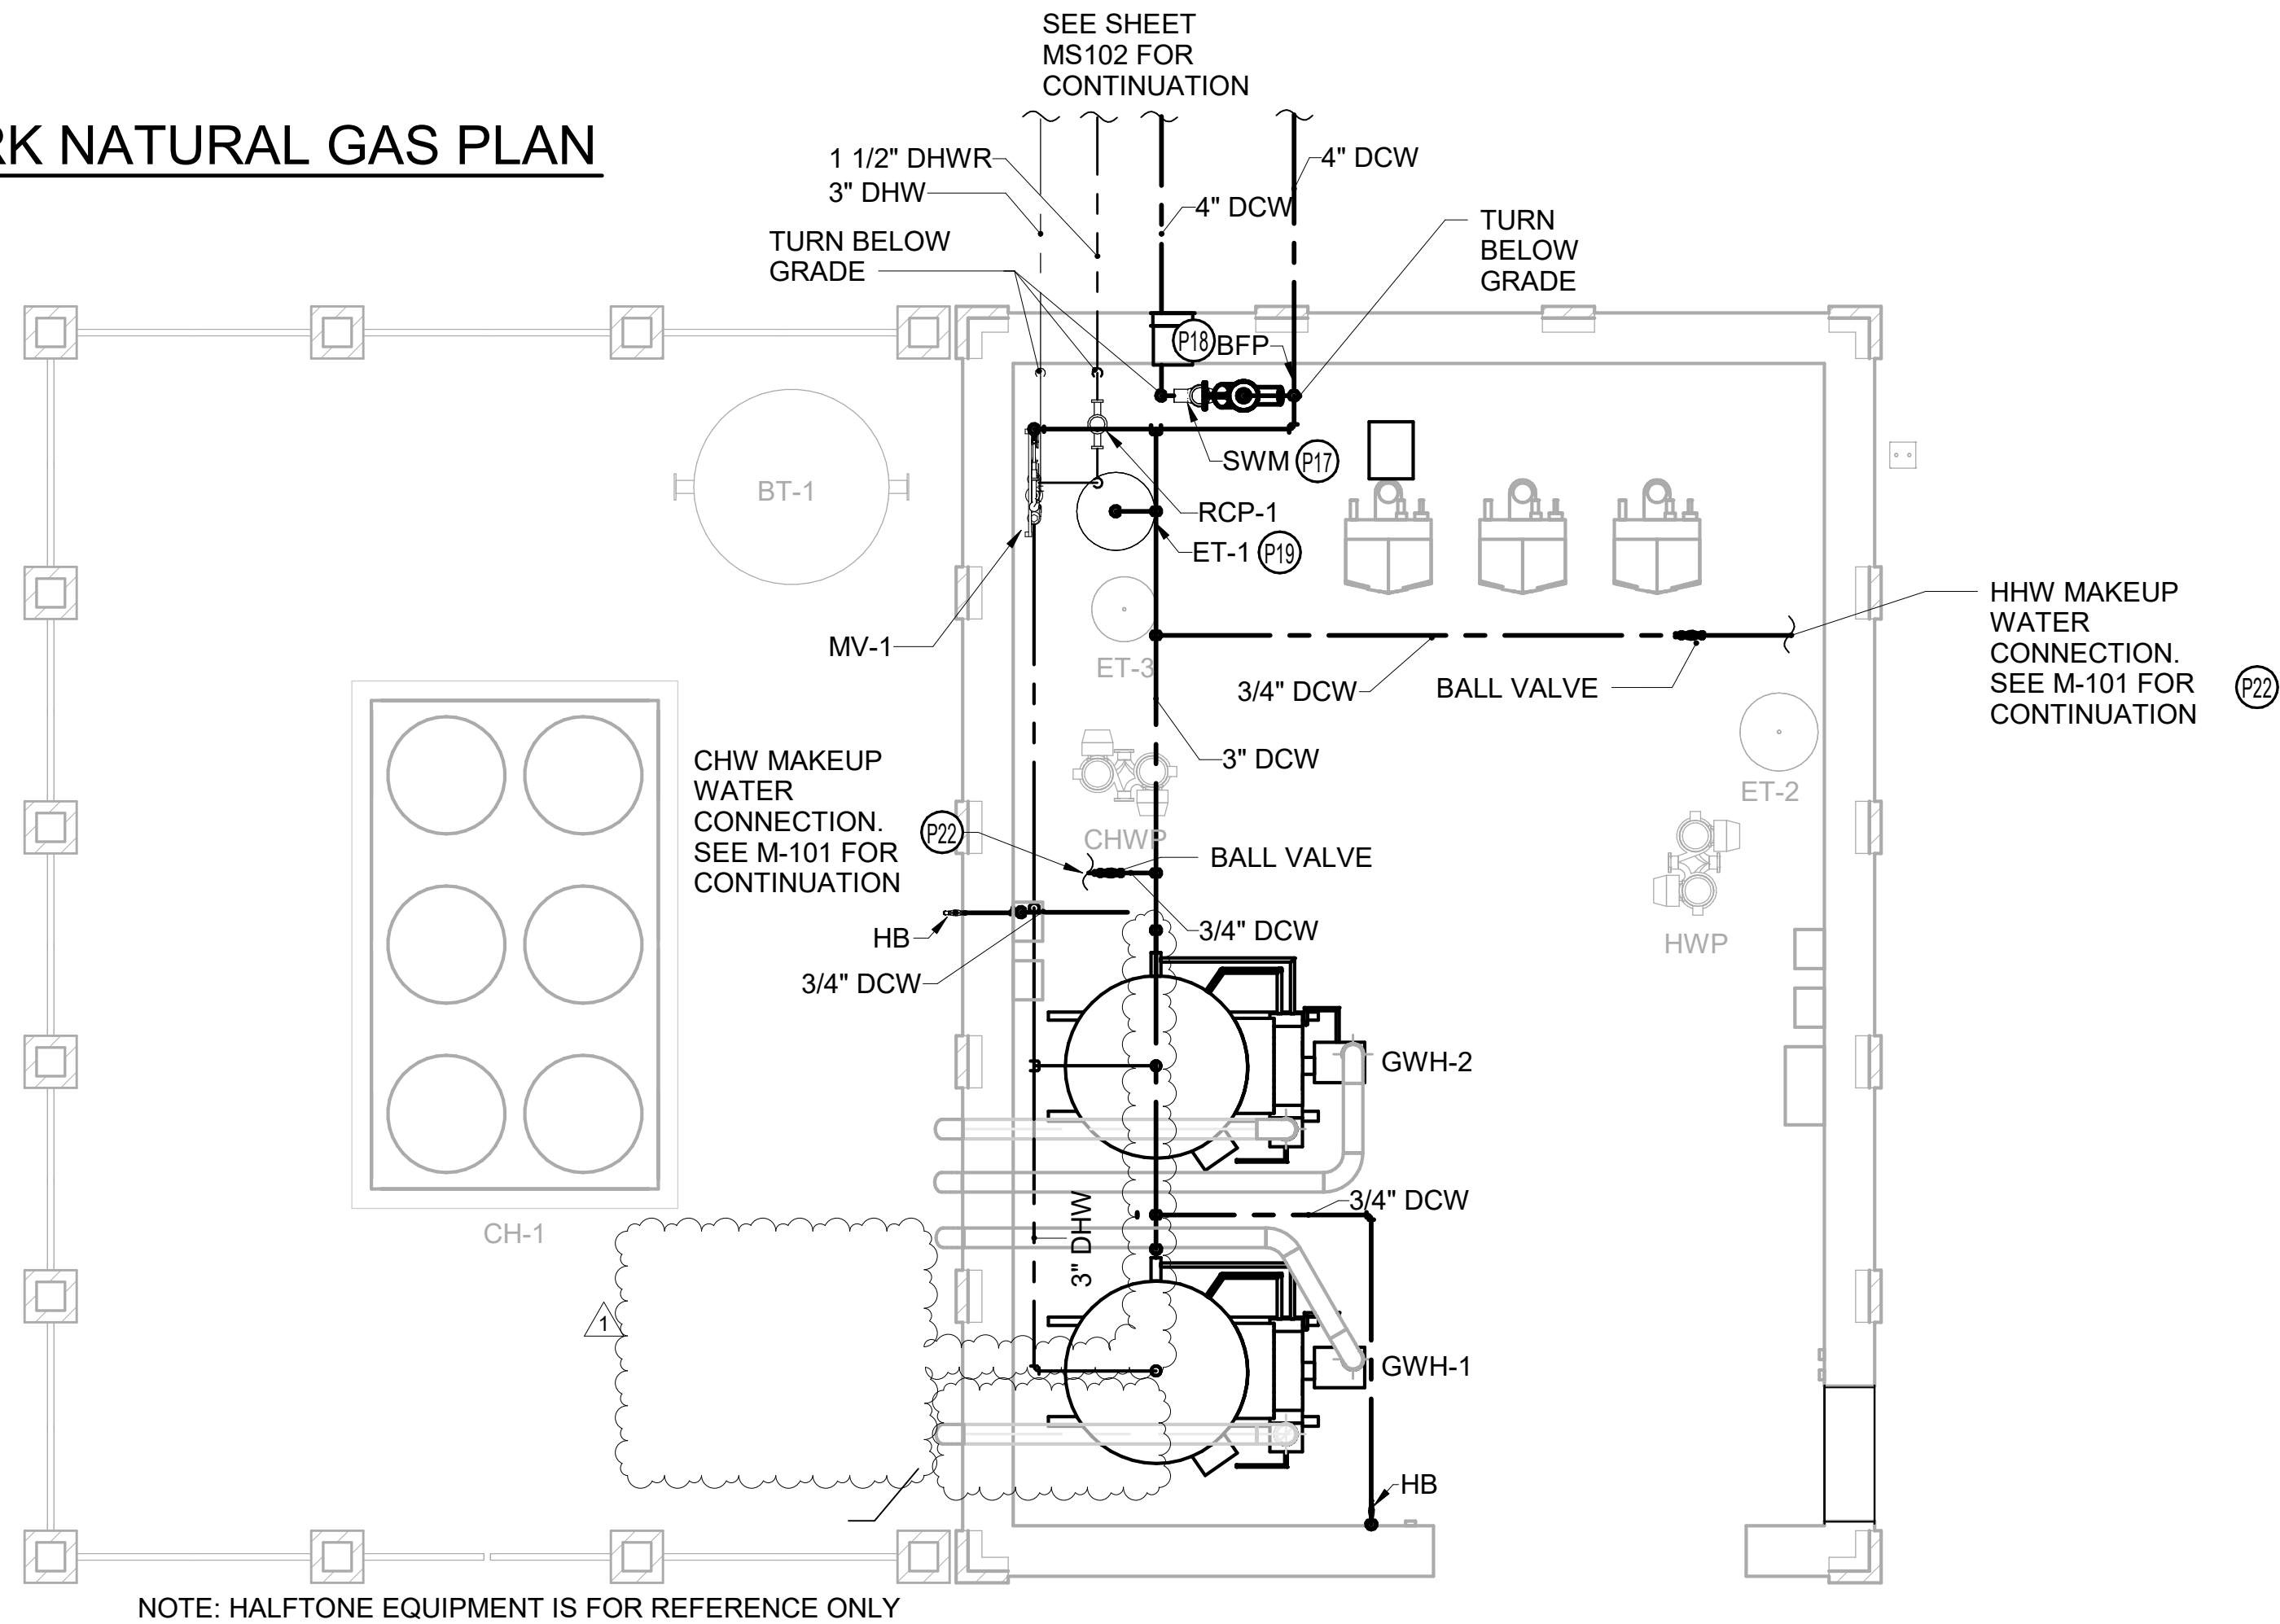 SEE SHEET
MS102 FOR
CONTINUATION
RK NATURAL GAS PLAN
1 1/2" DHWR
3" DHW
4" DCW
4" DCW
TURN BELOW
GRADE
TURN
BELOW
GRADE
P18
BFP
SWM
P17
BT-1
RCP-1
ET-1
P19
MV-1
ET-3
3/4" DCW
BALL VALVE
HHW MAKEUP
WATER
CONNECTION.
SEE M-101 FOR
CONTINUATION
P22
3" DCW
ET-2
CHW MAKEUP
WATER
CONNECTION.
SEE M-101 FOR
CONTINUATION
P22
CHWP
BALL VALVE
HB
3/4" DCW
3/4" DCW
HWP
GWH-2
3/4" DCW
3" DHW
CH-1
1
GWH-1
HB
NOTE: HALFTONE EQUIPMENT IS FOR REFERENCE ONLY